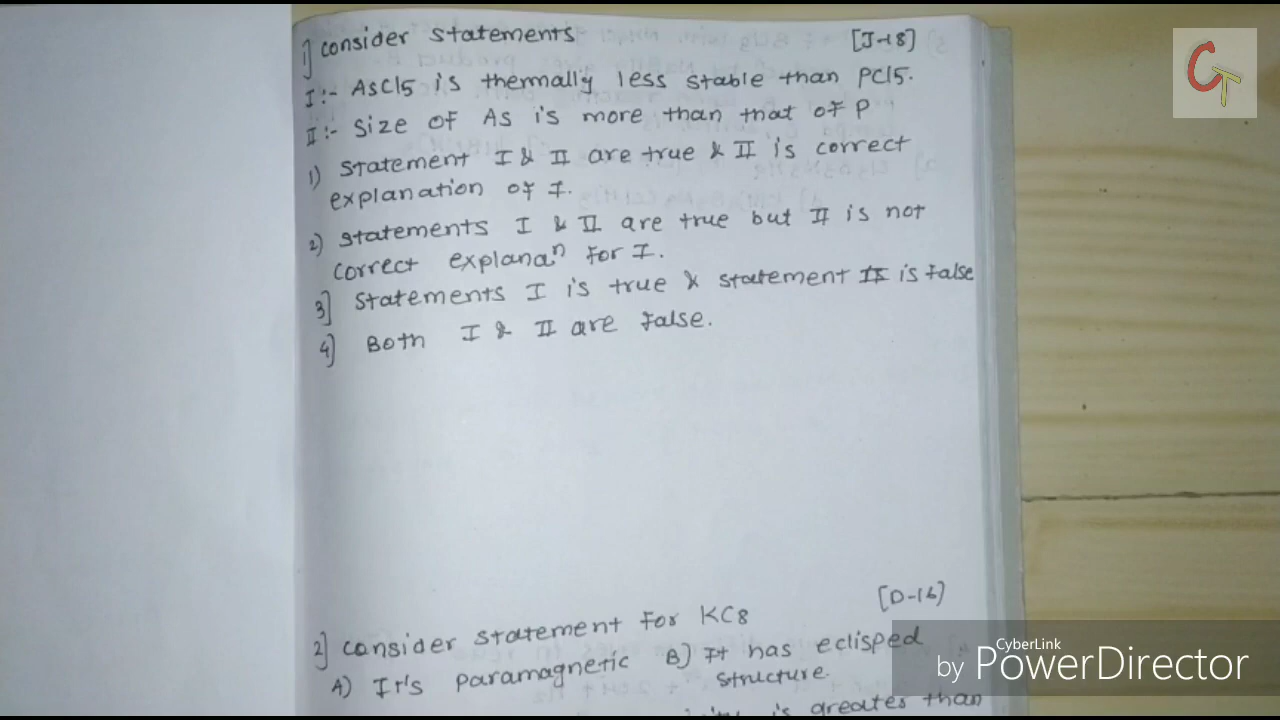 1] consider statements [J-18]
I :- AsCl5 is thermally less stable than PCl5.
II :- Size of As is more than that of P
1) Statement I & II are true & II is correct
explanation of I.
2) Statements I & II are true but II is not
correct explanaⁿ for I.
3] Statements I is true & statement II is false
4] Both I & II are false.
[D-16]
2] consider statement for KC8
A) It's paramagnetic B) It has eclisped
structure.
is greates than
CT
CyberLink
by PowerDirector